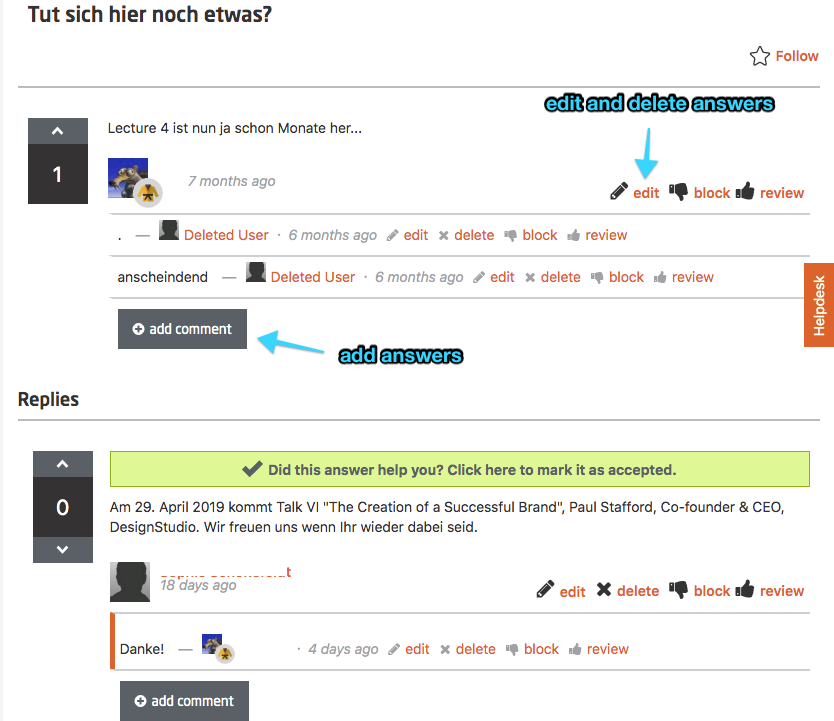 Tut sich hier noch etwas?
Follow
edit and delete answers
Lecture 4 ist nun ja schon Monate her...
1
7 months ago
edit block review
. — Deleted User · 6 months ago edit delete block review
anscheindend — Deleted User · 6 months ago edit delete block review
Helpdesk
add comment
add answers
Replies
Did this answer help you? Click here to mark it as accepted.
0
Am 29. April 2019 kommt Talk VI "The Creation of a Successful Brand", Paul Stafford, Co-founder & CEO,
DesignStudio. Wir freuen uns wenn Ihr wieder dabei seid.
18 days ago
edit delete block review
Danke! — · 4 days ago edit delete block review
add comment